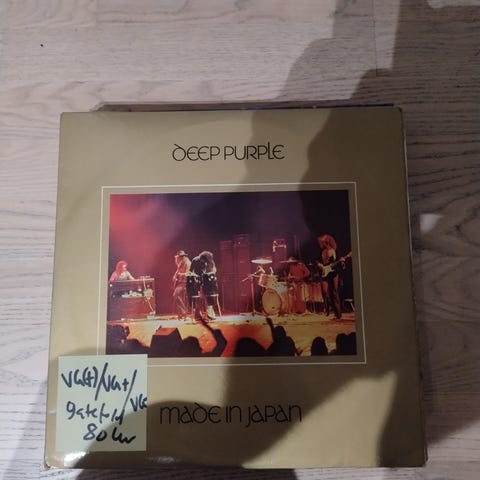 DEEP PURPLE
VG(+)/VG+/VG
gatefold
80 kr
MADE IN JAPAN